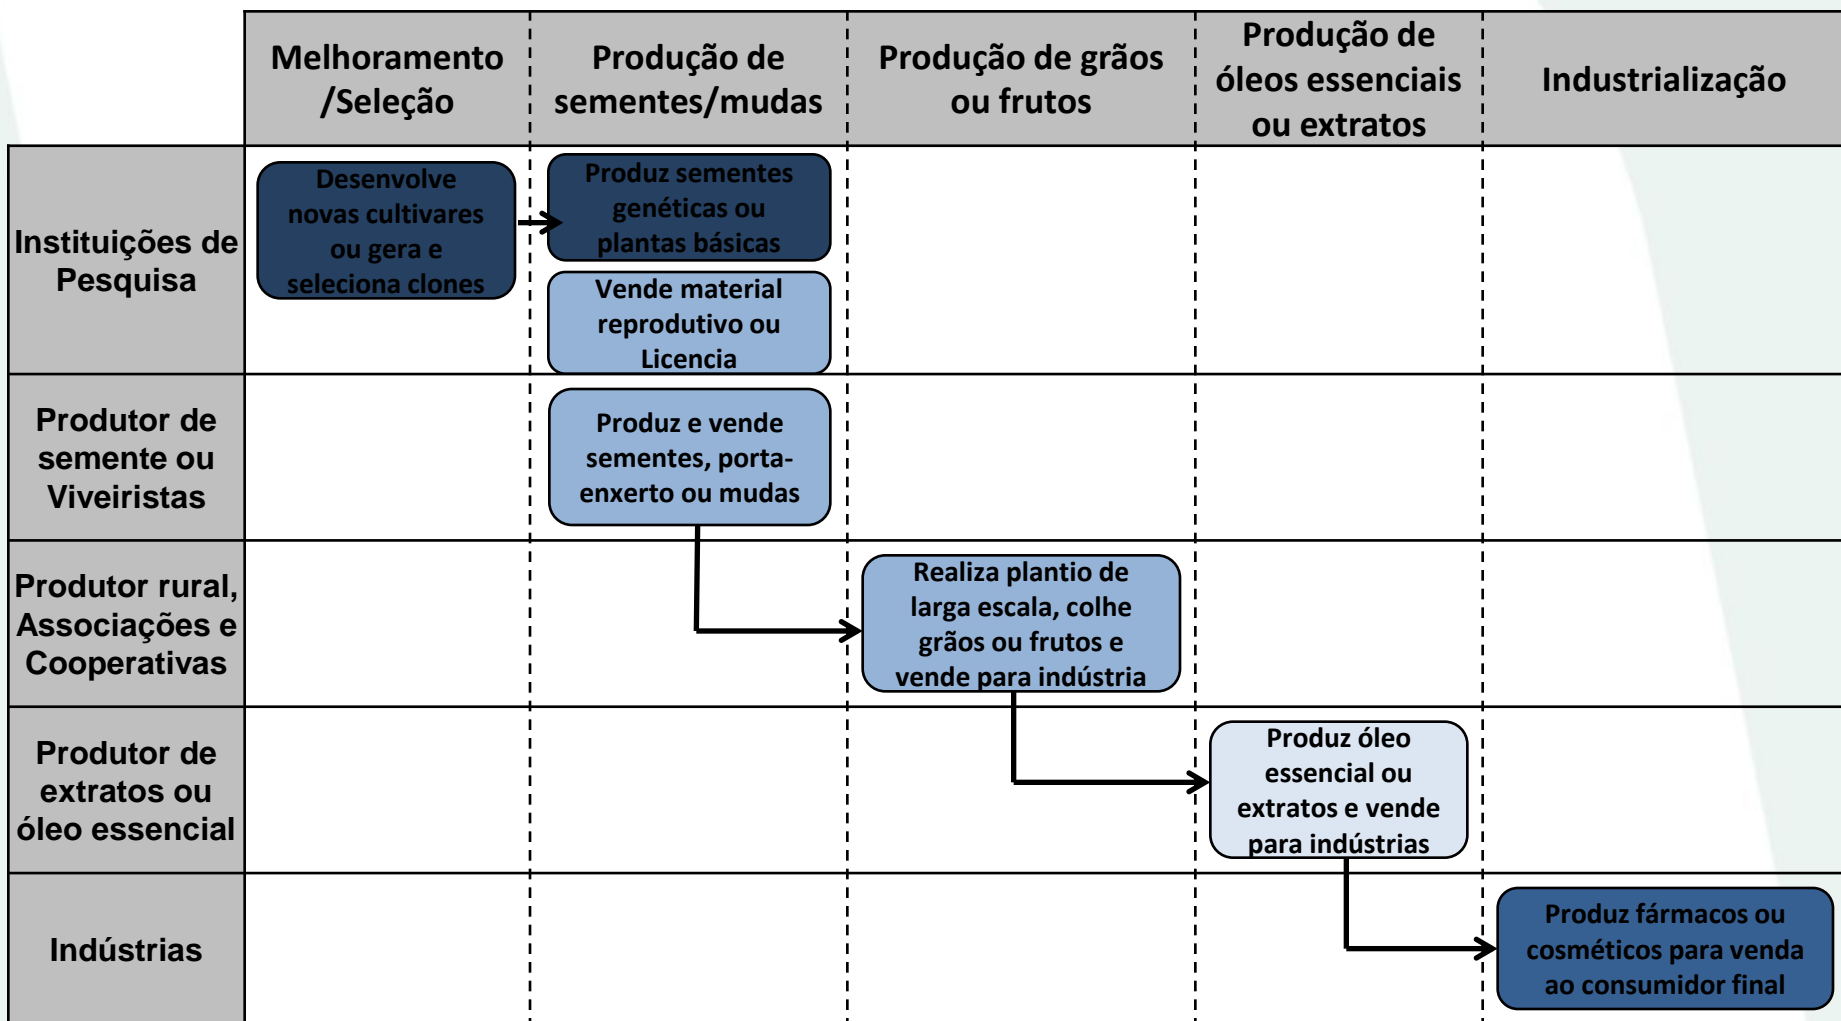 Melhoramento
/Seleção
Produção de
sementes/mudas
Produção de grãos
ou frutos
Produção de
óleos essenciais
ou extratos
Industrialização
Instituições de
Pesquisa
Desenvolve
novas cultivares
ou gera e
seleciona clones
Produz sementes
genéticas ou
plantas básicas
Vende material
reprodutivo ou
Licencia
Produtor de
semente ou
Viveiristas
Produz e vende
sementes, porta-
enxerto ou mudas
Produtor rural,
Associações e
Cooperativas
Realiza plantio de
larga escala, colhe
grãos ou frutos e
vende para indústria
Produtor de
extratos ou
óleo essencial
Produz óleo
essencial ou
extratos e vende
para indústrias
Indústrias
Produz fármacos ou
cosméticos para venda
ao consumidor final